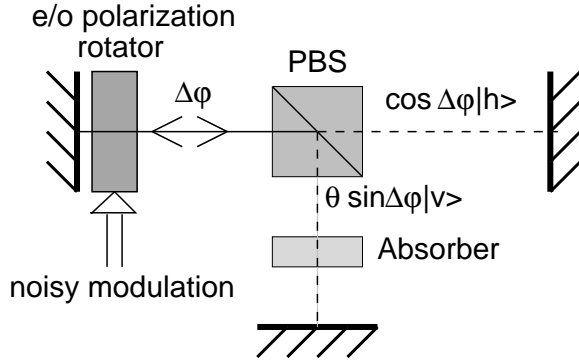 e/o polarization
rotator
PBS
Δφ
cos Δφ|h>
θ sinΔφ|v>
Absorber
noisy modulation